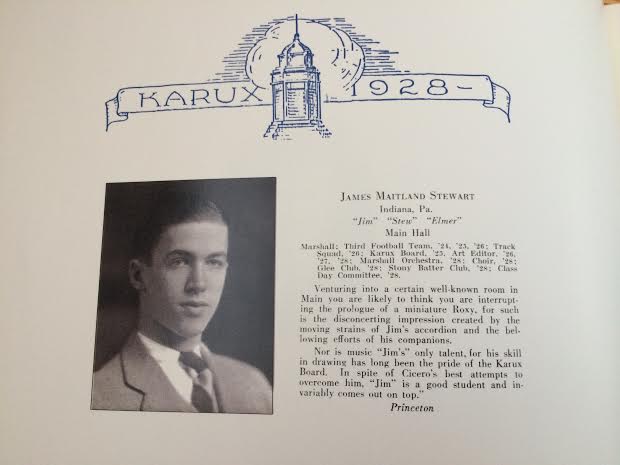 KARUX 1928-
JAMES MAITLAND STEWART
Indiana, Pa.
"Jim" "Stew" "Elmer"
Main Hall
Marshall; Third Football Team, '24, '25, '26; Track
Squad, '26; Karux Board, '25, Art Editor, '26,
'27, '28; Marshall Orchestra, '28; Choir, '28;
Glee Club, '28; Stony Batter Club, '28; Class
Day Committee, '28.
Venturing into a certain well-known room in
Main you are likely to think you are interrupt-
ing the prologue of a miniature Roxy, for such
is the disconcerting impression created by the
moving strains of Jim's accordion and the bel-
lowing efforts of his companions.
Nor is music "Jim's" only talent, for his skill
in drawing has long been the pride of the Karux
Board. In spite of Cicero's best attempts to
overcome him, "Jim" is a good student and in-
variably comes out on top."
Princeton